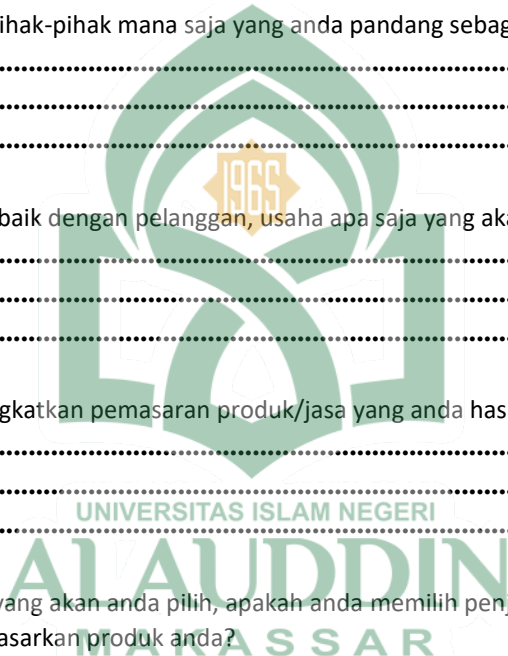 ihak-pihak mana saja yang anda pandang sebag
baik dengan pelanggan, usaha apa saja yang aka
1965
gkatkan pemasaran produk/jasa yang anda has
UNIVERSITAS ISLAM NEGERI
ALAUDDIN
yang akan anda pilih, apakah anda memilih penj
asarkan produk anda?
MAKASSAR